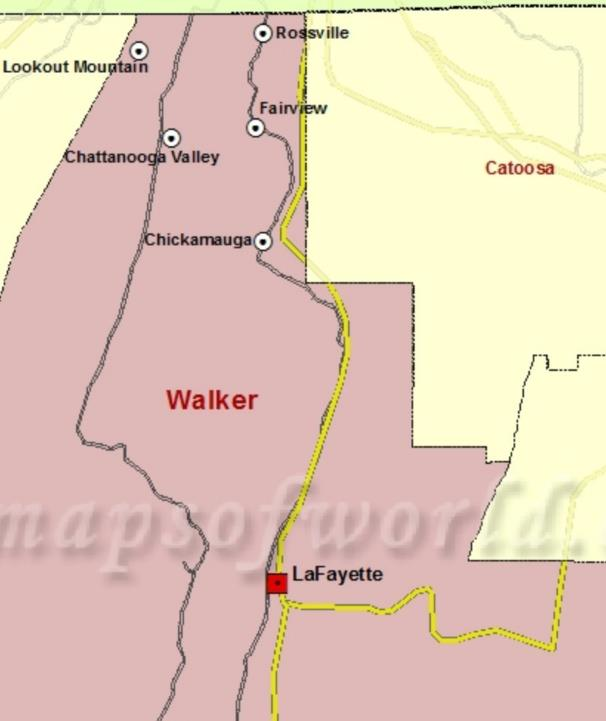 Rossville
Lookout Mountain
Fairview
Chattanooga Valley
Catoosa
Chickamauga
Walker
mapsofworld.
LaFayette